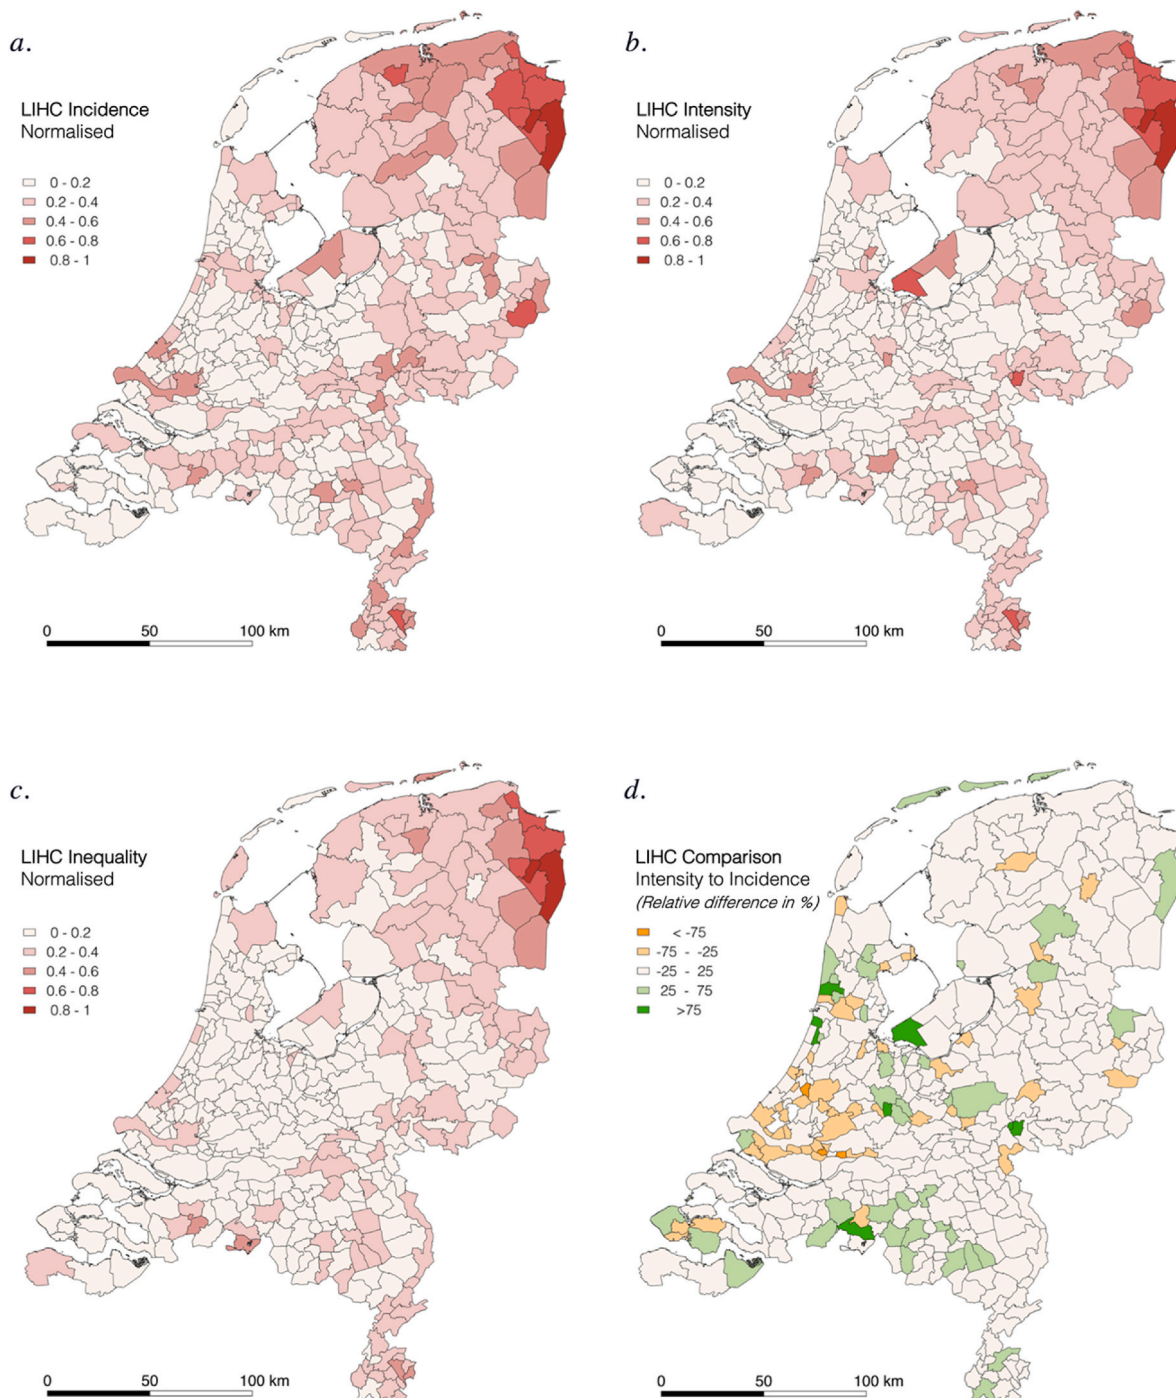 a.
LIHC Incidence
Normalised
0 - 0.2
0.2 - 0.4
0.4 - 0.6
0.6 - 0.8
0.8 - 1
0 50 100 km
b.
LIHC Intensity
Normalised
0 - 0.2
0.2 - 0.4
0.4 - 0.6
0.6 - 0.8
0.8 - 1
0 50 100 km
c.
LIHC Inequality
Normalised
0 - 0.2
0.2 - 0.4
0.4 - 0.6
0.6 - 0.8
0.8 - 1
0 50 100 km
d.
LIHC Comparison
Intensity to Incidence
(Relative difference in %)
< -75
-75 - -25
-25 - 25
25 - 75
>75
0 50 100 km